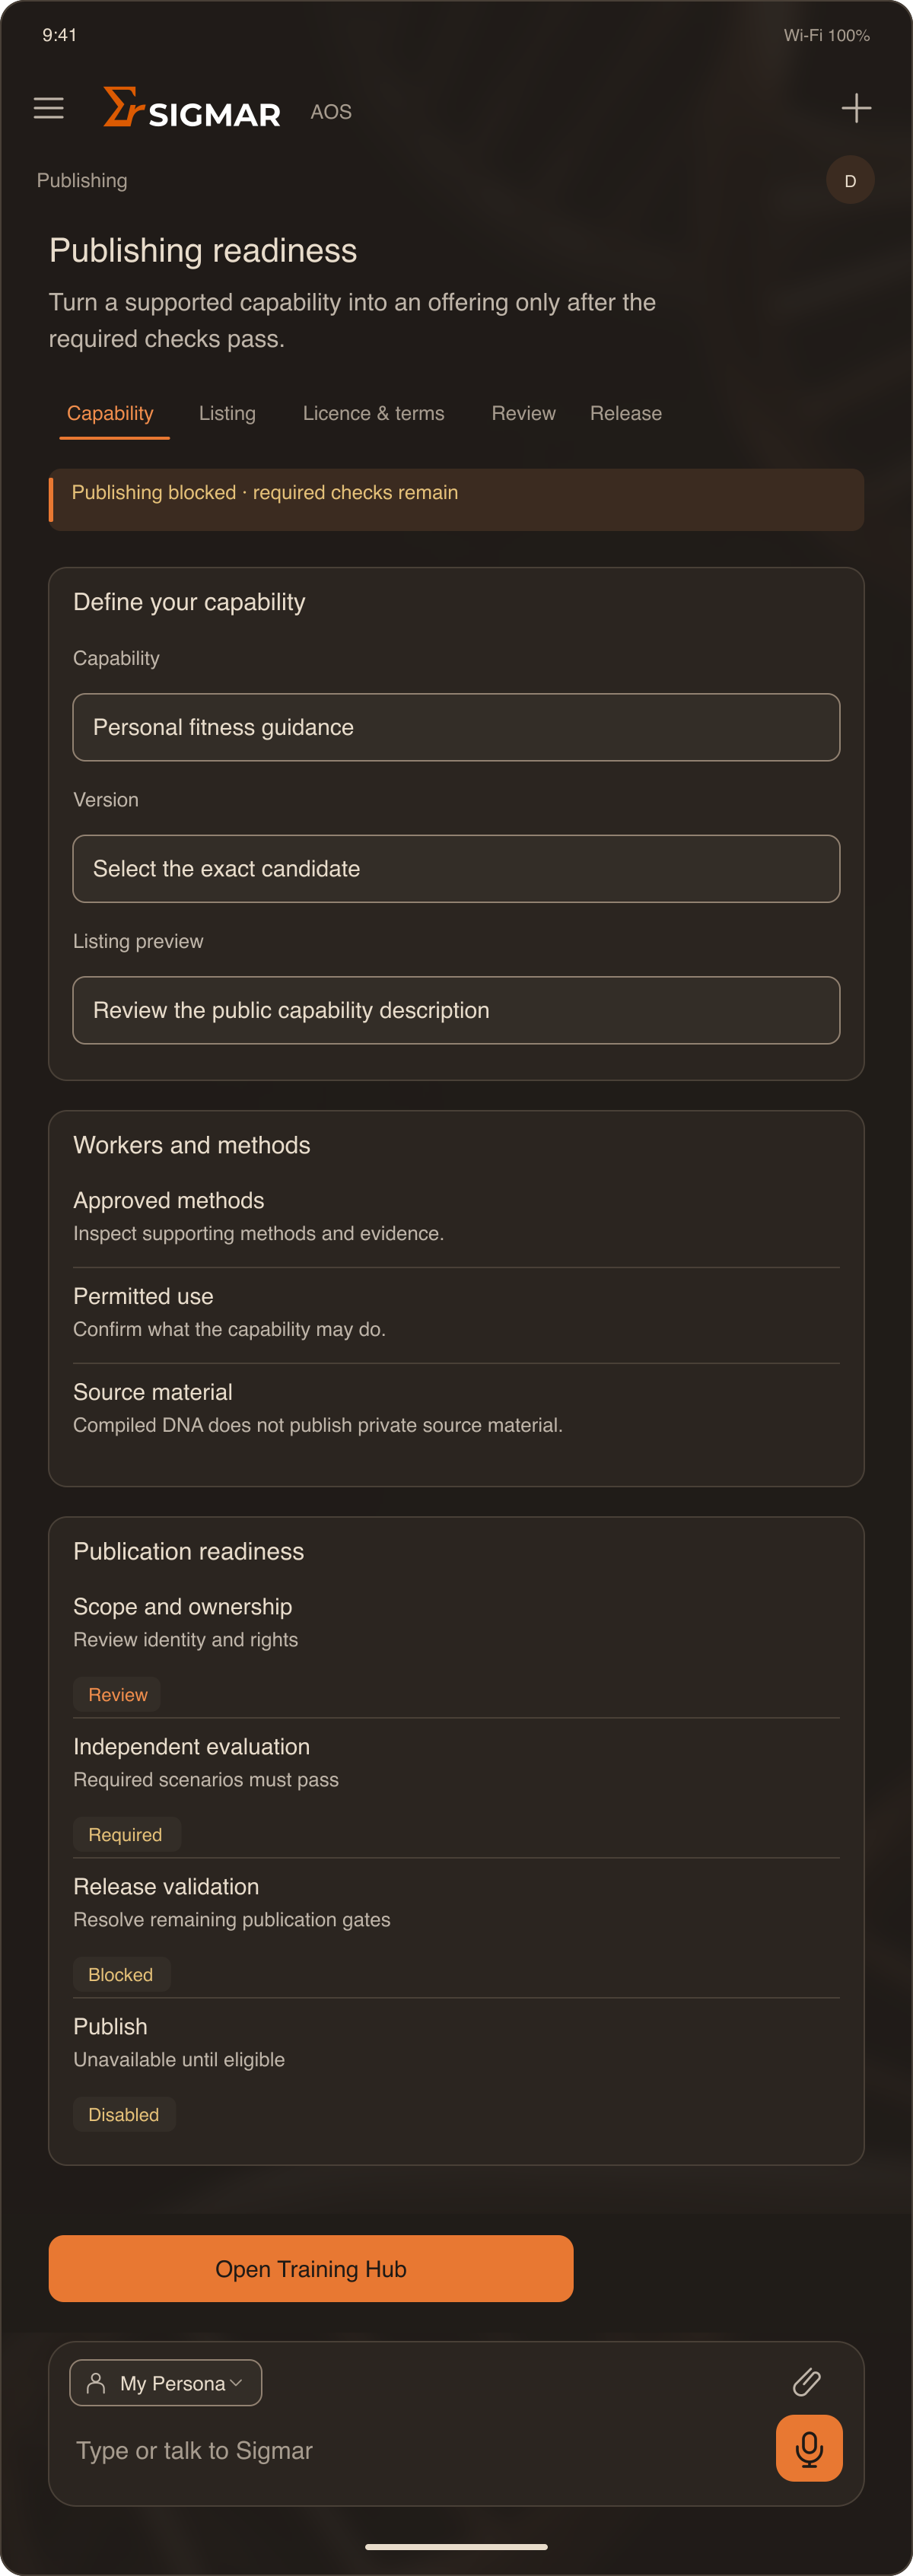 9:41
Wi-Fi 100%
Σr SIGMAR AOS
Publishing
D
Publishing readiness
Turn a supported capability into an offering only after the
required checks pass.
Capability Listing Licence & terms Review Release
Publishing blocked · required checks remain
Define your capability
Capability
Personal fitness guidance
Version
Select the exact candidate
Listing preview
Review the public capability description
Workers and methods
Approved methods
Inspect supporting methods and evidence.
Permitted use
Confirm what the capability may do.
Source material
Compiled DNA does not publish private source material.
Publication readiness
Scope and ownership
Review identity and rights
Review
Independent evaluation
Required scenarios must pass
Required
Release validation
Resolve remaining publication gates
Blocked
Publish
Unavailable until eligible
Disabled
Open Training Hub
My Persona
Type or talk to Sigmar